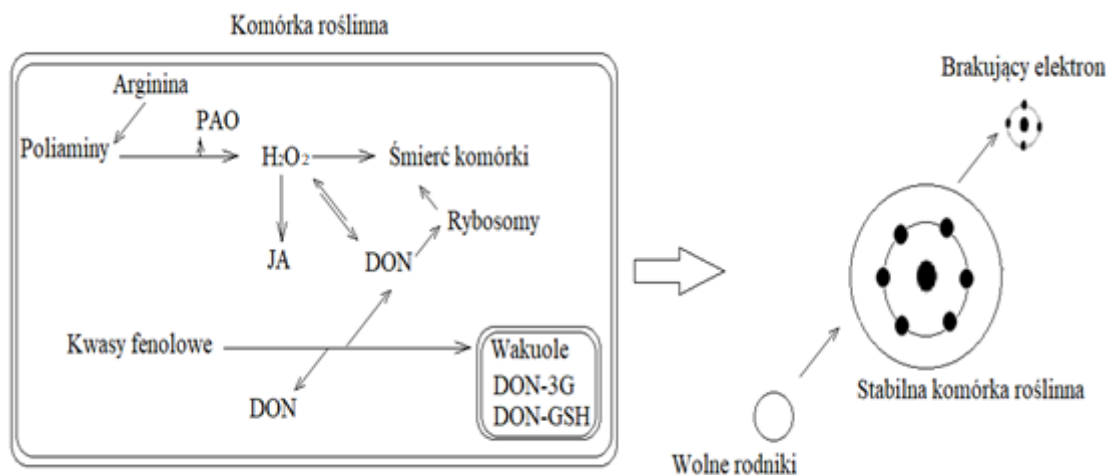 Komórka roślinna
Brakujący elektron
Arginina
PAO
Poliaminy
H₂O₂
Śmierć komórki
Rybosomy
JA
DON
Kwasy fenolowe
Wakuole
DON-3G
DON-GSH
DON
Stabilna komórka roślinna
Wolne rodniki